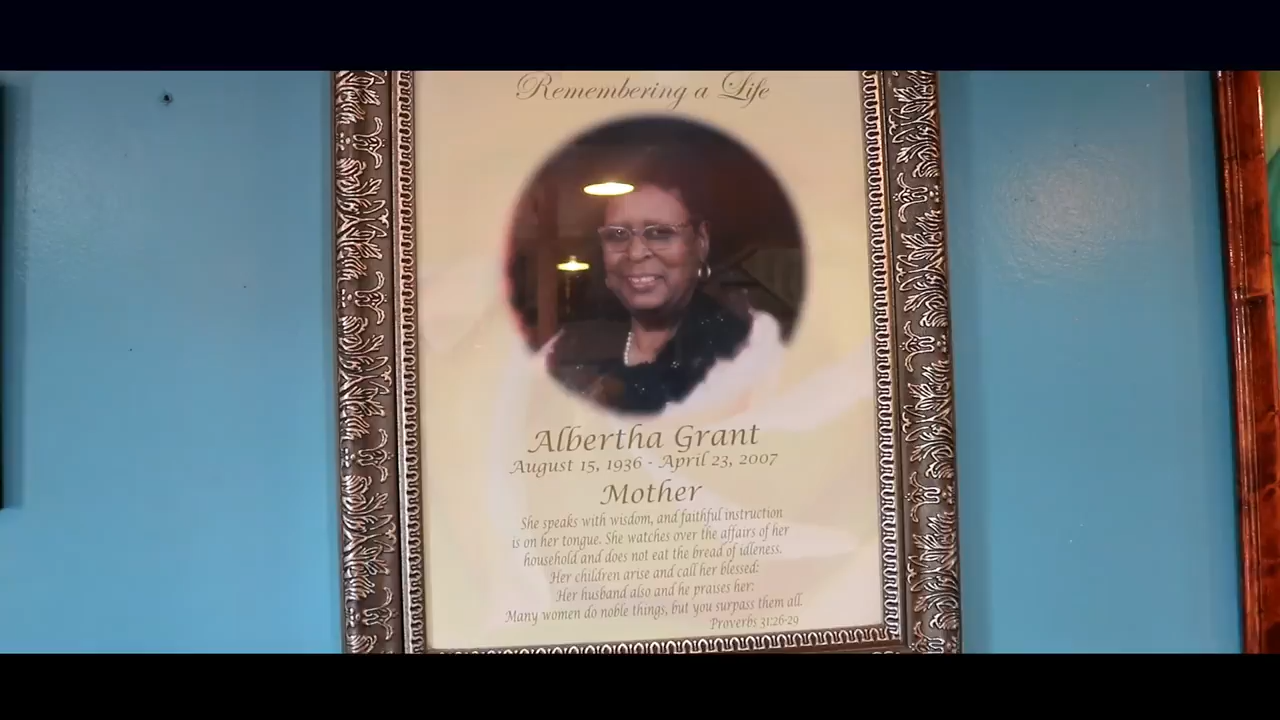 Remembering a Life
Albertha Grant
August 15, 1936 - April 23, 2007
Mother
She speaks with wisdom, and faithful instruction
is on her tongue. She watches over the affairs of her
household and does not eat the bread of idleness.
Her children arise and call her blessed:
Her husband also and he praises her:
Many women do noble things, but you surpass them all.
Proverbs 31:26-29